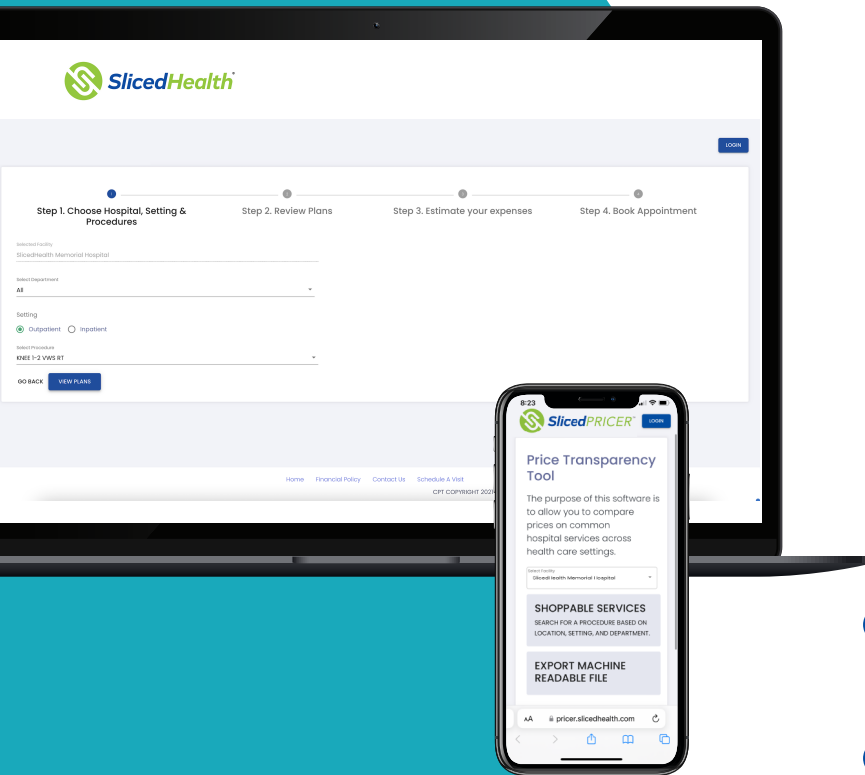 SlicedHealth
LOGIN
Step 1. Choose Hospital, Setting &
Procedures
Step 2. Review Plans
Step 3. Estimate your expenses
Step 4. Book Appointment
Selected Facility
SlicedHealth Memorial Hospital
Select Department
All
Setting
Outpatient
Inpatient
Select Procedure
KNEE 1-2 VWS RT
GO BACK
VIEW PLANS
Home
Financial Policy
Contact Us
Schedule A Visit
CPT COPYRIGHT 2021
8:23
SlicedPRICER
LOGIN
Price Transparency
Tool
The purpose of this software is
to allow you to compare
prices on common
hospital services across
health care settings.
Select Facility
SlicedHealth Memorial Hospital
SHOPPABLE SERVICES
SEARCH FOR A PROCEDURE BASED ON
LOCATION, SETTING, AND DEPARTMENT.
EXPORT MACHINE
READABLE FILE
AA
pricer.slicedhealth.com